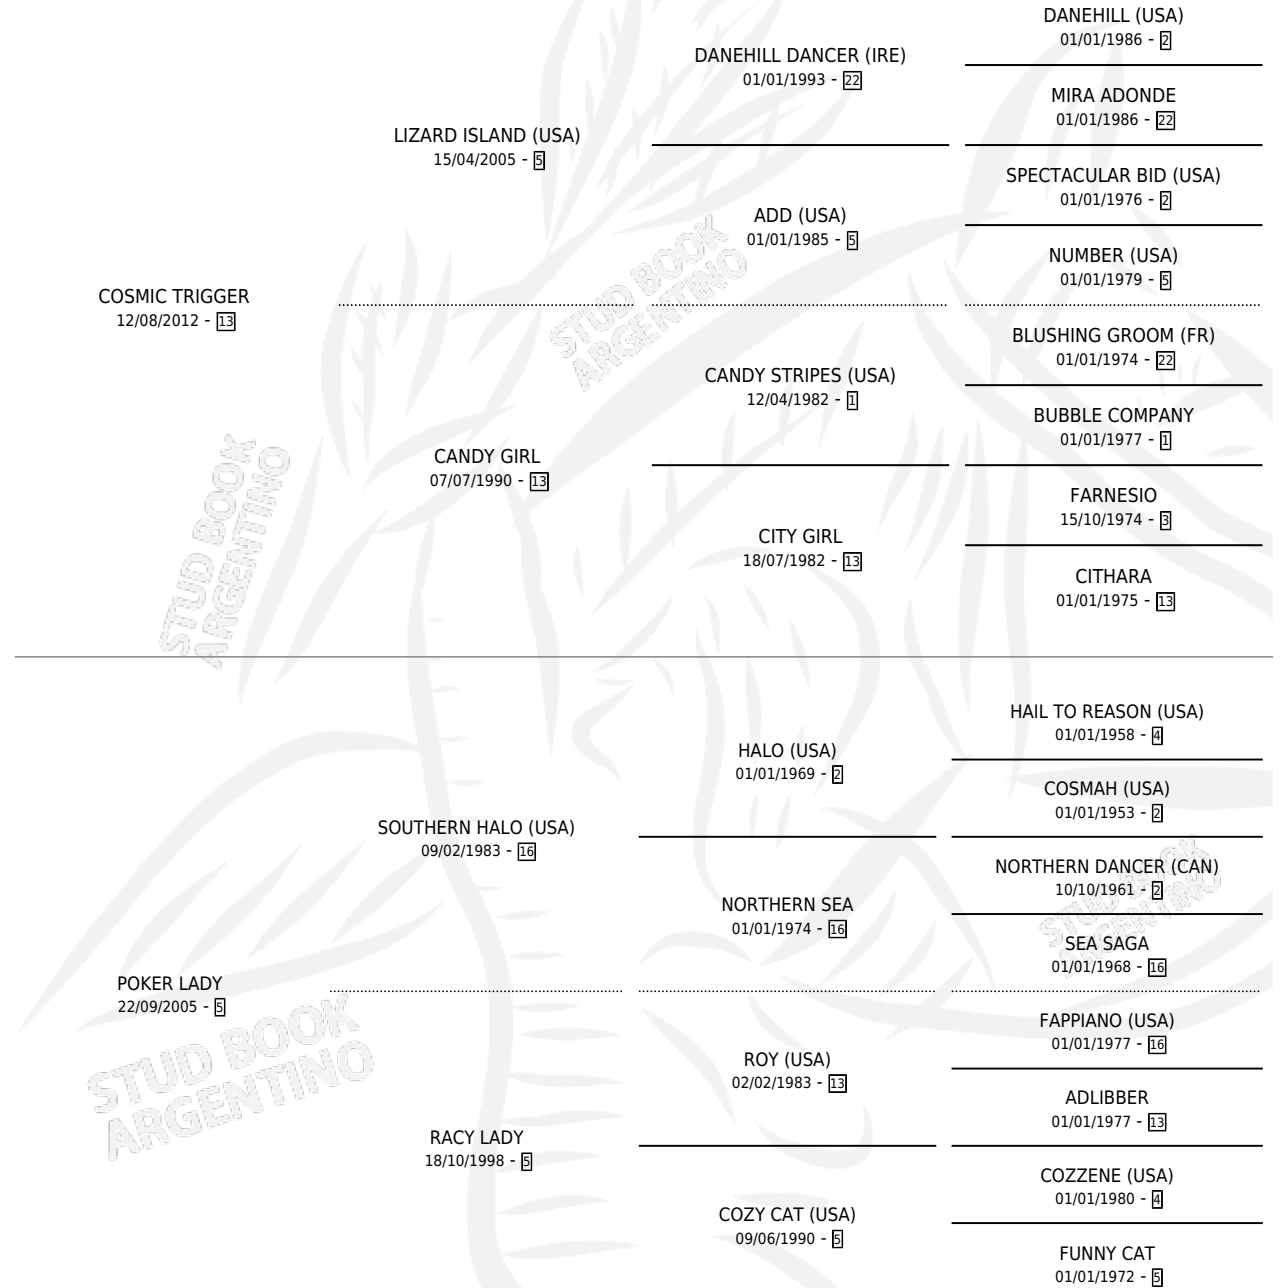 DANEHILL (USA)
01/01/1986 - 2
DANEHILL DANCER (IRE)
01/01/1993 - 22
MIRA ADONDE
01/01/1986 - 22
LIZARD ISLAND (USA)
15/04/2005 - 5
SPECTACULAR BID (USA)
01/01/1976 - 2
ADD (USA)
01/01/1985 - 5
NUMBER (USA)
01/01/1979 - 5
COSMIC TRIGGER
12/08/2012 - 13
STUD BOOK
ARGENTINO
BLUSHING GROOM (FR)
01/01/1974 - 22
CANDY STRIPES (USA)
12/04/1982 - 1
BUBBLE COMPANY
01/01/1977 - 1
CANDY GIRL
07/07/1990 - 13
FARNESIO
15/10/1974 - 3
CITY GIRL
18/07/1982 - 13
CITHARA
01/01/1975 - 13
STUD BOOK
ARGENTINO
HAIL TO REASON (USA)
01/01/1958 - 4
HALO (USA)
01/01/1969 - 2
COSMAH (USA)
01/01/1953 - 2
SOUTHERN HALO (USA)
09/02/1983 - 16
NORTHERN DANCER (CAN)
10/10/1961 - 2
NORTHERN SEA
01/01/1974 - 16
STUD BOOK
ARGENTINO
SEA SAGA
01/01/1968 - 16
POKER LADY
22/09/2005 - 5
STUD BOOK
ARGENTINO
FAPPIANO (USA)
01/01/1977 - 16
ROY (USA)
02/02/1983 - 13
ADLIBBER
01/01/1977 - 13
RACY LADY
18/10/1998 - 5
COZZENE (USA)
01/01/1980 - 4
COZY CAT (USA)
09/06/1990 - 5
FUNNY CAT
01/01/1972 - 5